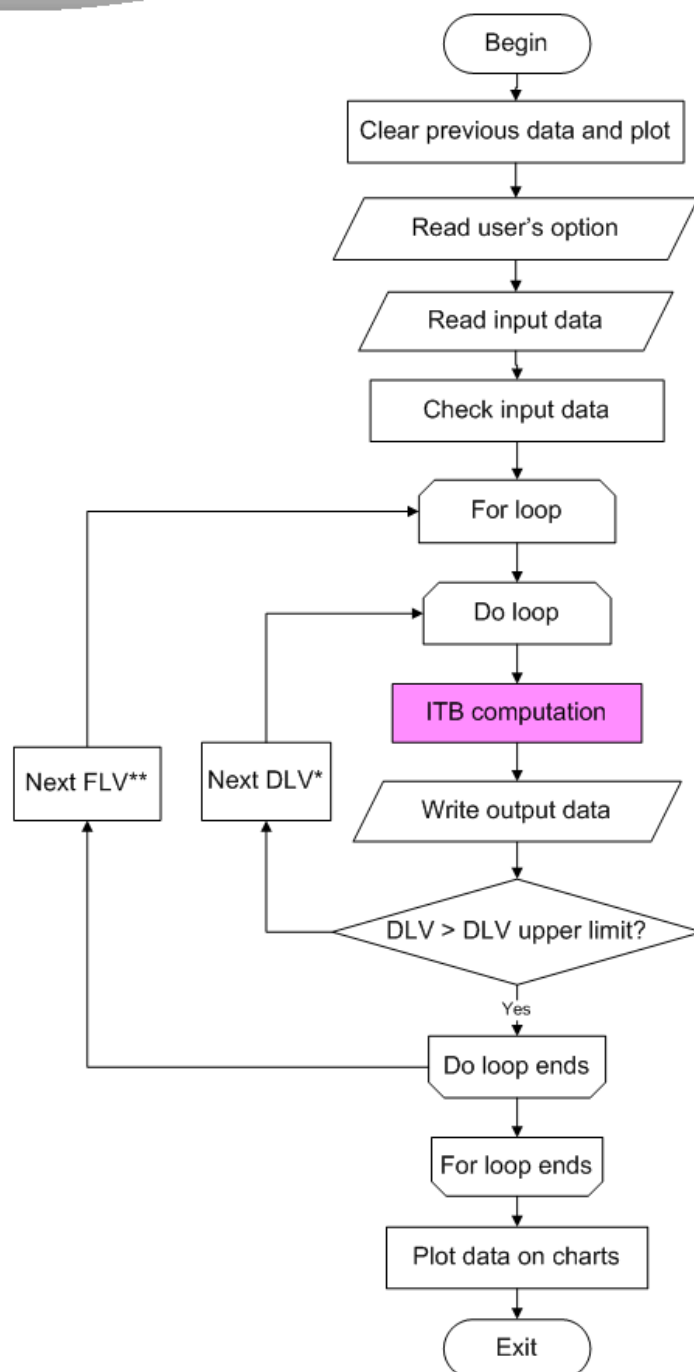 Begin
Clear previous data and plot
Read user's option
Read input data
Check input data
For loop
Do loop
ITB computation
Next FLV**
Next DLV*
Write output data
DLV > DLV upper limit?
Yes
Do loop ends
For loop ends
Plot data on charts
Exit